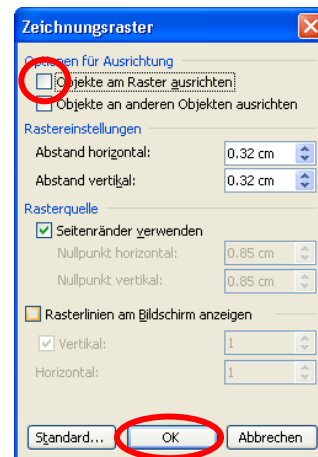 Zeichnungsraster
Optionen für Ausrichtung
Objekte am Raster ausrichten
Objekte an anderen Objekten ausrichten
Rastereinstellungen
Abstand horizontal: 0.32 cm
Abstand vertikal: 0.32 cm
Rasterquelle
Seitenränder verwenden
Nullpunkt horizontal: 0.85 cm
Nullpunkt vertikal: 0.85 cm
Rasterlinien am Bildschirm anzeigen
Vertikal: 1
Horizontal: 1
Standard... OK Abbrechen